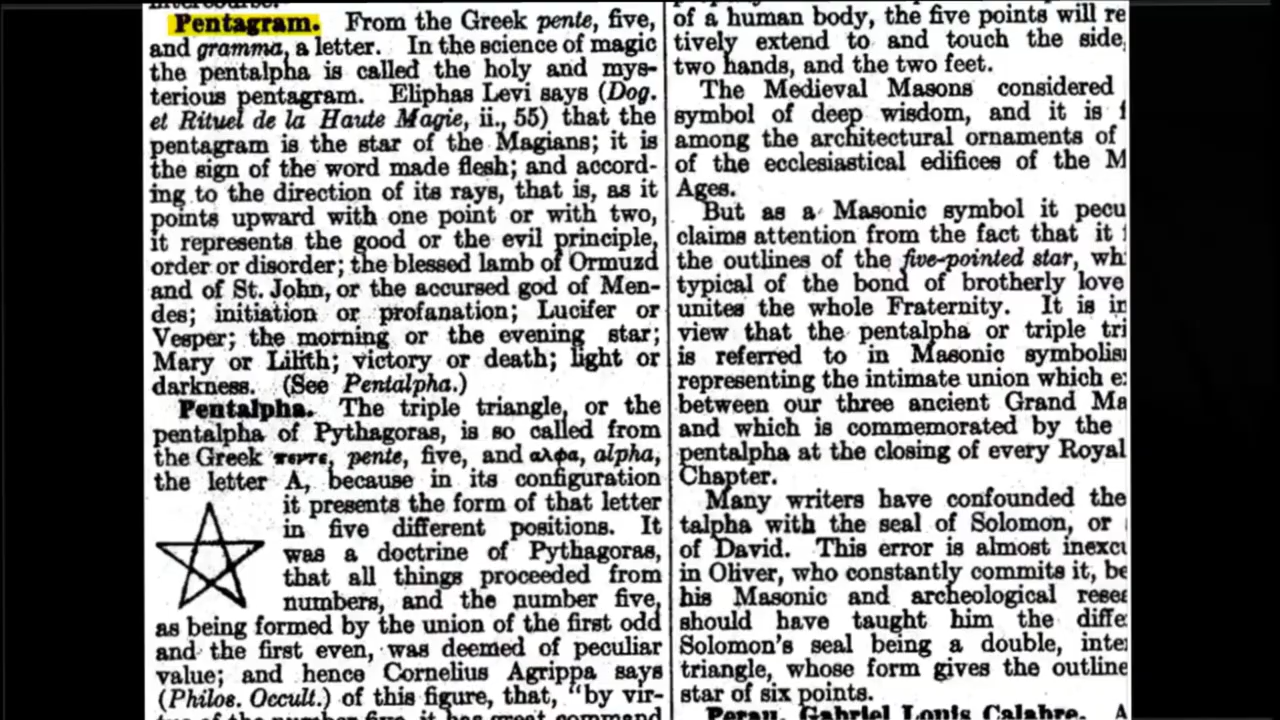 intercourse.
Pentagram. From the Greek pente, five,
and gramma, a letter. In the science of magic
the pentalpha is called the holy and mys-
terious pentagram. Eliphas Levi says (Dog.
et Rituel de la Haute Magie, ii., 55) that the
pentagram is the star of the Magians; it is
the sign of the word made flesh; and accord-
ing to the direction of its rays, that is, as it
points upward with one point or with two,
it represents the good or the evil principle,
order or disorder; the blessed lamb of Ormuzd
and of St. John, or the accursed god of Men-
des; initiation or profanation; Lucifer or
Vesper; the morning or the evening star;
Mary or Lilith; victory or death; light or
darkness. (See Pentalpha.)
Pentalpha. The triple triangle, or the
pentalpha of Pythagoras, is so called from
the Greek πεντε, pente, five, and αλφα, alpha,
the letter A, because in its configuration
it presents the form of that letter
in five different positions. It
was a doctrine of Pythagoras,
that all things proceeded from
numbers, and the number five,
as being formed by the union of the first odd
and the first even, was deemed of peculiar
value; and hence Cornelius Agrippa says
(Philos. Occult.) of this figure, that, "by vir-
tue of the number five, it has great command
of a human body, the five points will re
tively extend to and touch the side,
two hands, and the two feet.
The Medieval Masons considered
symbol of deep wisdom, and it is f
among the architectural ornaments of
of the ecclesiastical edifices of the M
Ages.
But as a Masonic symbol it pecu
claims attention from the fact that it f
the outlines of the five-pointed star, wh
typical of the bond of brotherly love
unites the whole Fraternity. It is in
view that the pentalpha or triple tri
is referred to in Masonic symbolis
representing the intimate union which e
between our three ancient Grand Ma
and which is commemorated by the
pentalpha at the closing of every Royal
Chapter.
Many writers have confounded the
talpha with the seal of Solomon, or
of David. This error is almost inexcu
in Oliver, who constantly commits it, be
his Masonic and archeological rese
should have taught him the diffe
Solomon's seal being a double, inte
triangle, whose form gives the outline
star of six points.
Perau, Gabriel Louis Calabre. A